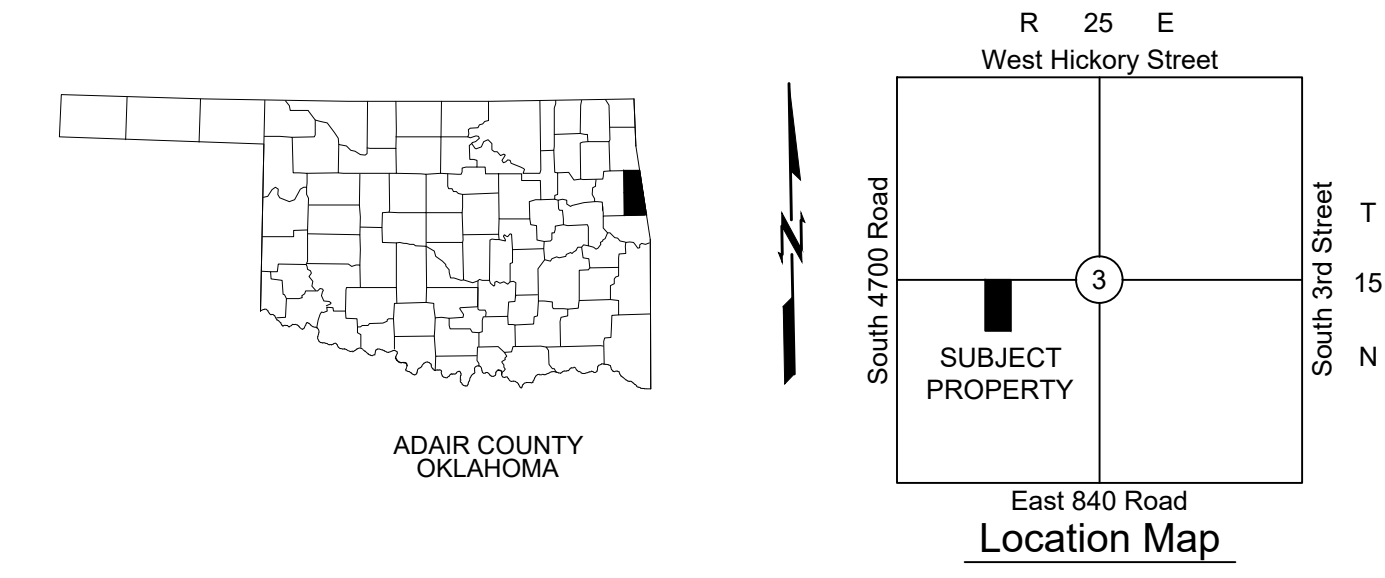 R 25 E
West Hickory Street
South 4700 Road
N
3
South 3rd Street
T
15
N
SUBJECT
PROPERTY
ADAIR COUNTY
OKLAHOMA
East 840 Road
Location Map